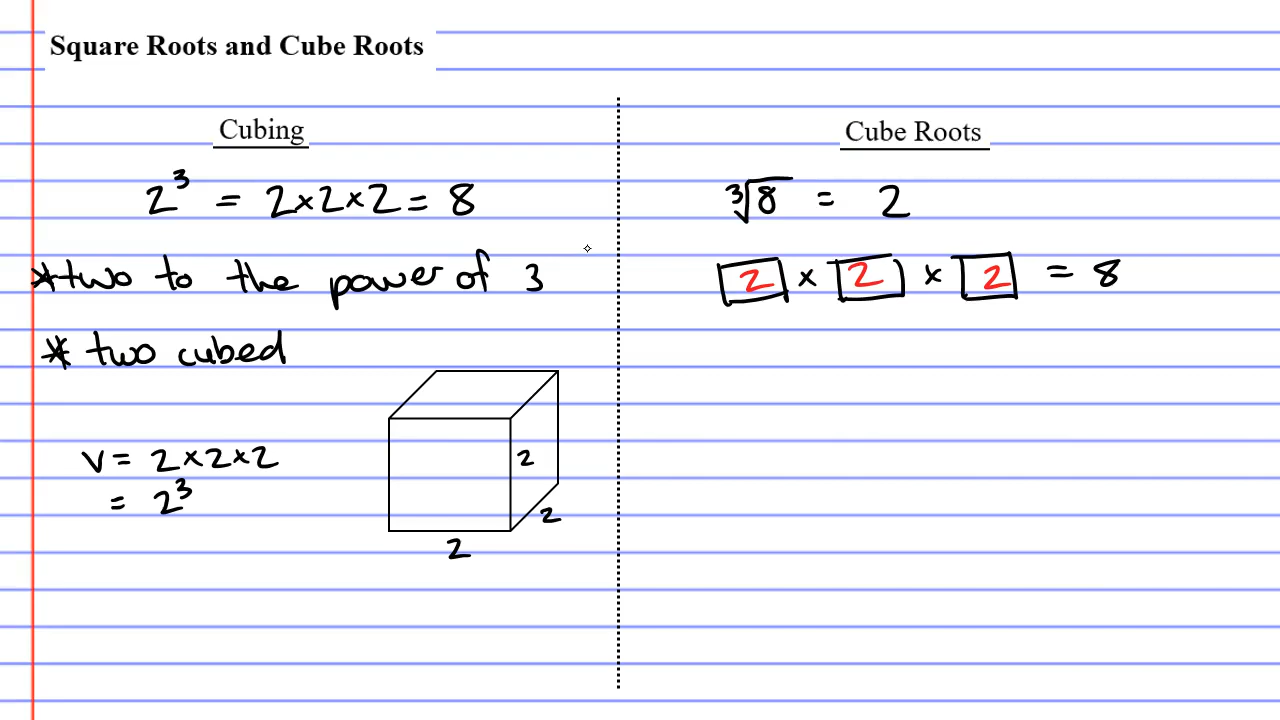 Square Roots and Cube Roots
Cubing
2³ = 2×2×2 = 8
*two to the power of 3
* two cubed
V = 2×2×2
= 2³
2
2
2
Cube Roots
³√8 = 2
2 × 2 × 2 = 8